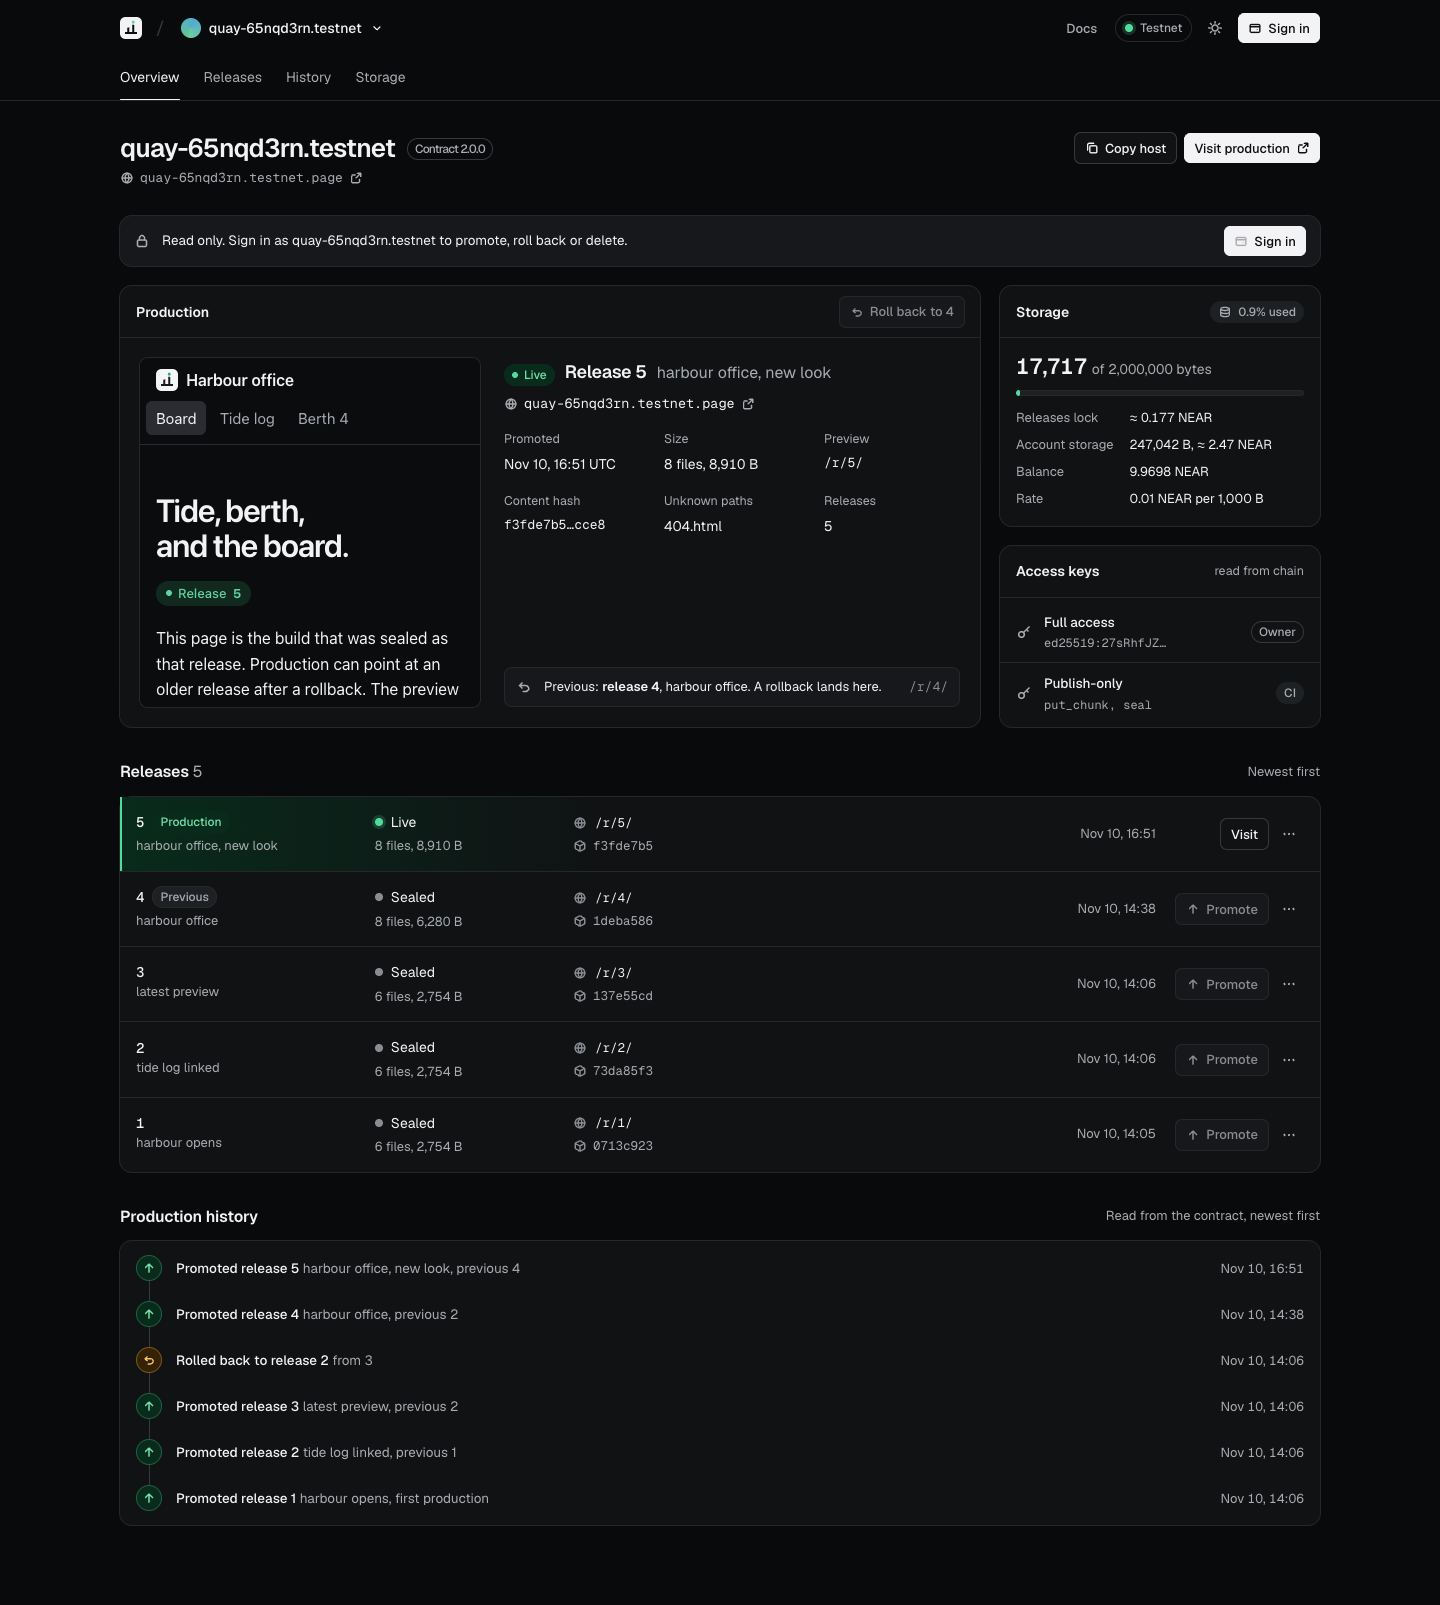 quay-65nqd3rn.testnet
Docs
Testnet
Sign in
Overview
Releases
History
Storage
quay-65nqd3rn.testnet
Contract 2.0.0
quay-65nqd3rn.testnet.page
Copy host
Visit production
Read only. Sign in as quay-65nqd3rn.testnet to promote, roll back or delete.
Sign in
Production
Roll back to 4
Harbour office
Board
Tide log
Berth 4
Tide, berth,
and the board.
Release 5
This page is the build that was sealed as
that release. Production can point at an
older release after a rollback. The preview
Live
Release 5
harbour office, new look
quay-65nqd3rn.testnet.page
Promoted
Size
Preview
Nov 10, 16:51 UTC
8 files, 8,910 B
/r/5/
Content hash
Unknown paths
Releases
f3fde7b5…cce8
404.html
5
Previous: release 4, harbour office. A rollback lands here.
/r/4/
Storage
0.9% used
17,717 of 2,000,000 bytes
Releases lock
≈ 0.177 NEAR
Account storage
247,042 B, ≈ 2.47 NEAR
Balance
9.9698 NEAR
Rate
0.01 NEAR per 1,000 B
Access keys
read from chain
Full access
ed25519:27sRhfJZ…
Owner
Publish-only
put_chunk, seal
CI
Releases 5
Newest first
5
Production
harbour office, new look
Live
8 files, 8,910 B
/r/5/
f3fde7b5
Nov 10, 16:51
Visit
4
Previous
harbour office
Sealed
8 files, 6,280 B
/r/4/
1deba586
Nov 10, 14:38
Promote
3
latest preview
Sealed
6 files, 2,754 B
/r/3/
137e55cd
Nov 10, 14:06
Promote
2
tide log linked
Sealed
6 files, 2,754 B
/r/2/
73da85f3
Nov 10, 14:06
Promote
1
harbour opens
Sealed
6 files, 2,754 B
/r/1/
0713c923
Nov 10, 14:05
Promote
Production history
Read from the contract, newest first
Promoted release 5 harbour office, new look, previous 4
Nov 10, 16:51
Promoted release 4 harbour office, previous 2
Nov 10, 14:38
Rolled back to release 2 from 3
Nov 10, 14:06
Promoted release 3 latest preview, previous 2
Nov 10, 14:06
Promoted release 2 tide log linked, previous 1
Nov 10, 14:06
Promoted release 1 harbour opens, first production
Nov 10, 14:06